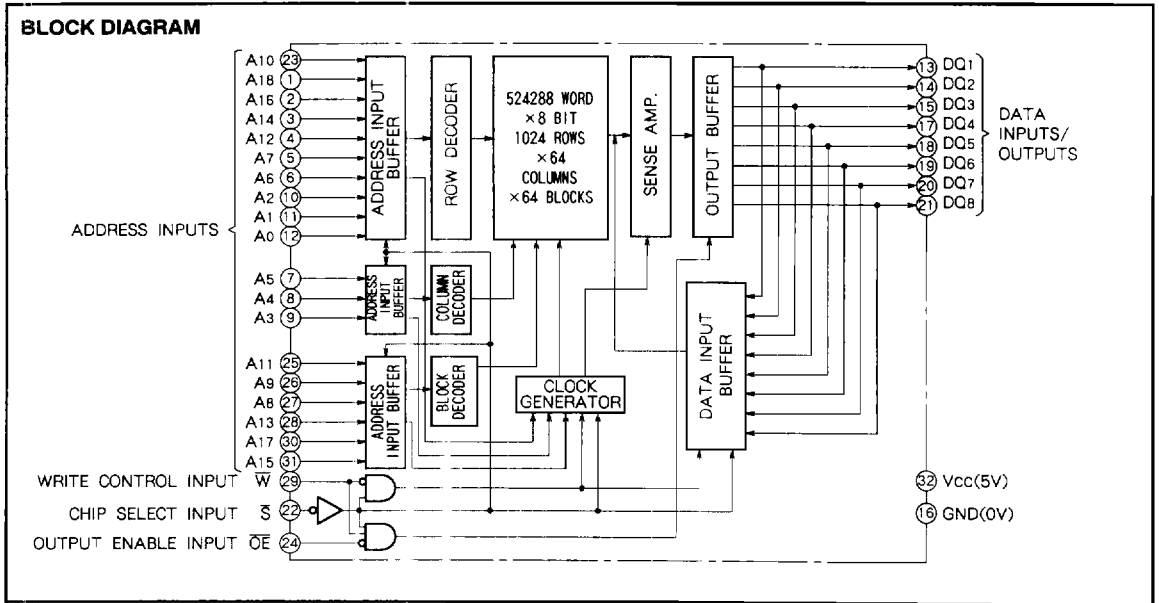 BLOCK DIAGRAM
ADDRESS INPUTS
A10 23
A18 1
A16 2
A14 3
A12 4
A7 5
A6 6
A2 10
A1 11
A0 12
A5 7
A4 8
A3 9
A11 25
A9 26
A8 27
A13 28
A17 30
A15 31
WRITE CONTROL INPUT W̅ 29
CHIP SELECT INPUT S̅ 22
OUTPUT ENABLE INPUT O̅E̅ 24
ADDRESS INPUT
BUFFER
ROW DECODER
524288 WORD
×8 BIT
1024 ROWS
×64
COLUMNS
×64 BLOCKS
SENSE AMP.
OUTPUT BUFFER
ADDRESS
INPUT
BUFFER
COLUMN
DECODER
ADDRESS
INPUT BUFFER
BLOCK
DECODER
CLOCK
GENERATOR
DATA INPUT
BUFFER
13 DQ1
14 DQ2
15 DQ3
17 DQ4
18 DQ5
19 DQ6
20 DQ7
21 DQ8
DATA
INPUTS/
OUTPUTS
32 Vcc(5V)
16 GND(0V)